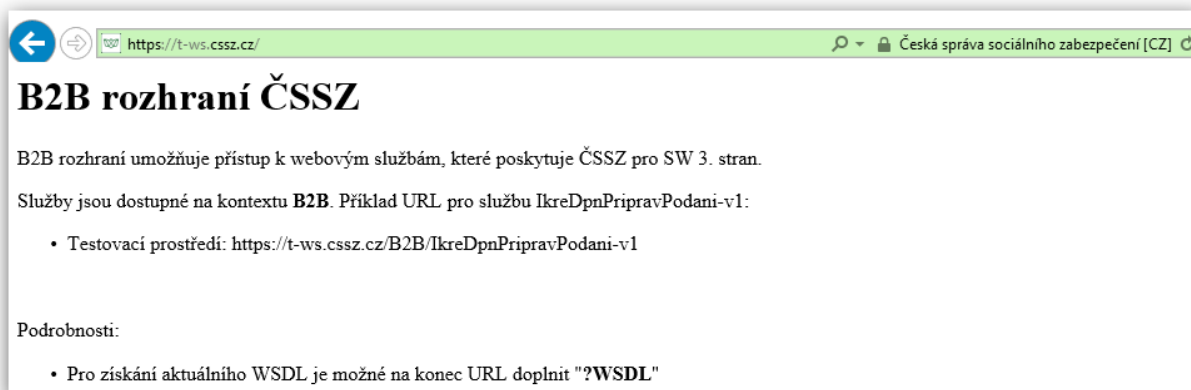 https://t-ws.cssz.cz/ Česká správa sociálního zabezpečení [CZ]
B2B rozhraní ČSSZ
B2B rozhraní umožňuje přístup k webovým službám, které poskytuje ČSSZ pro SW 3. stran.
Služby jsou dostupné na kontextu B2B. Příklad URL pro službu IkreDpnPripravPodani-v1:
• Testovací prostředí: https://t-ws.cssz.cz/B2B/IkreDpnPripravPodani-v1
Podrobnosti:
• Pro získání aktuálního WSDL je možné na konec URL doplnit "?WSDL"